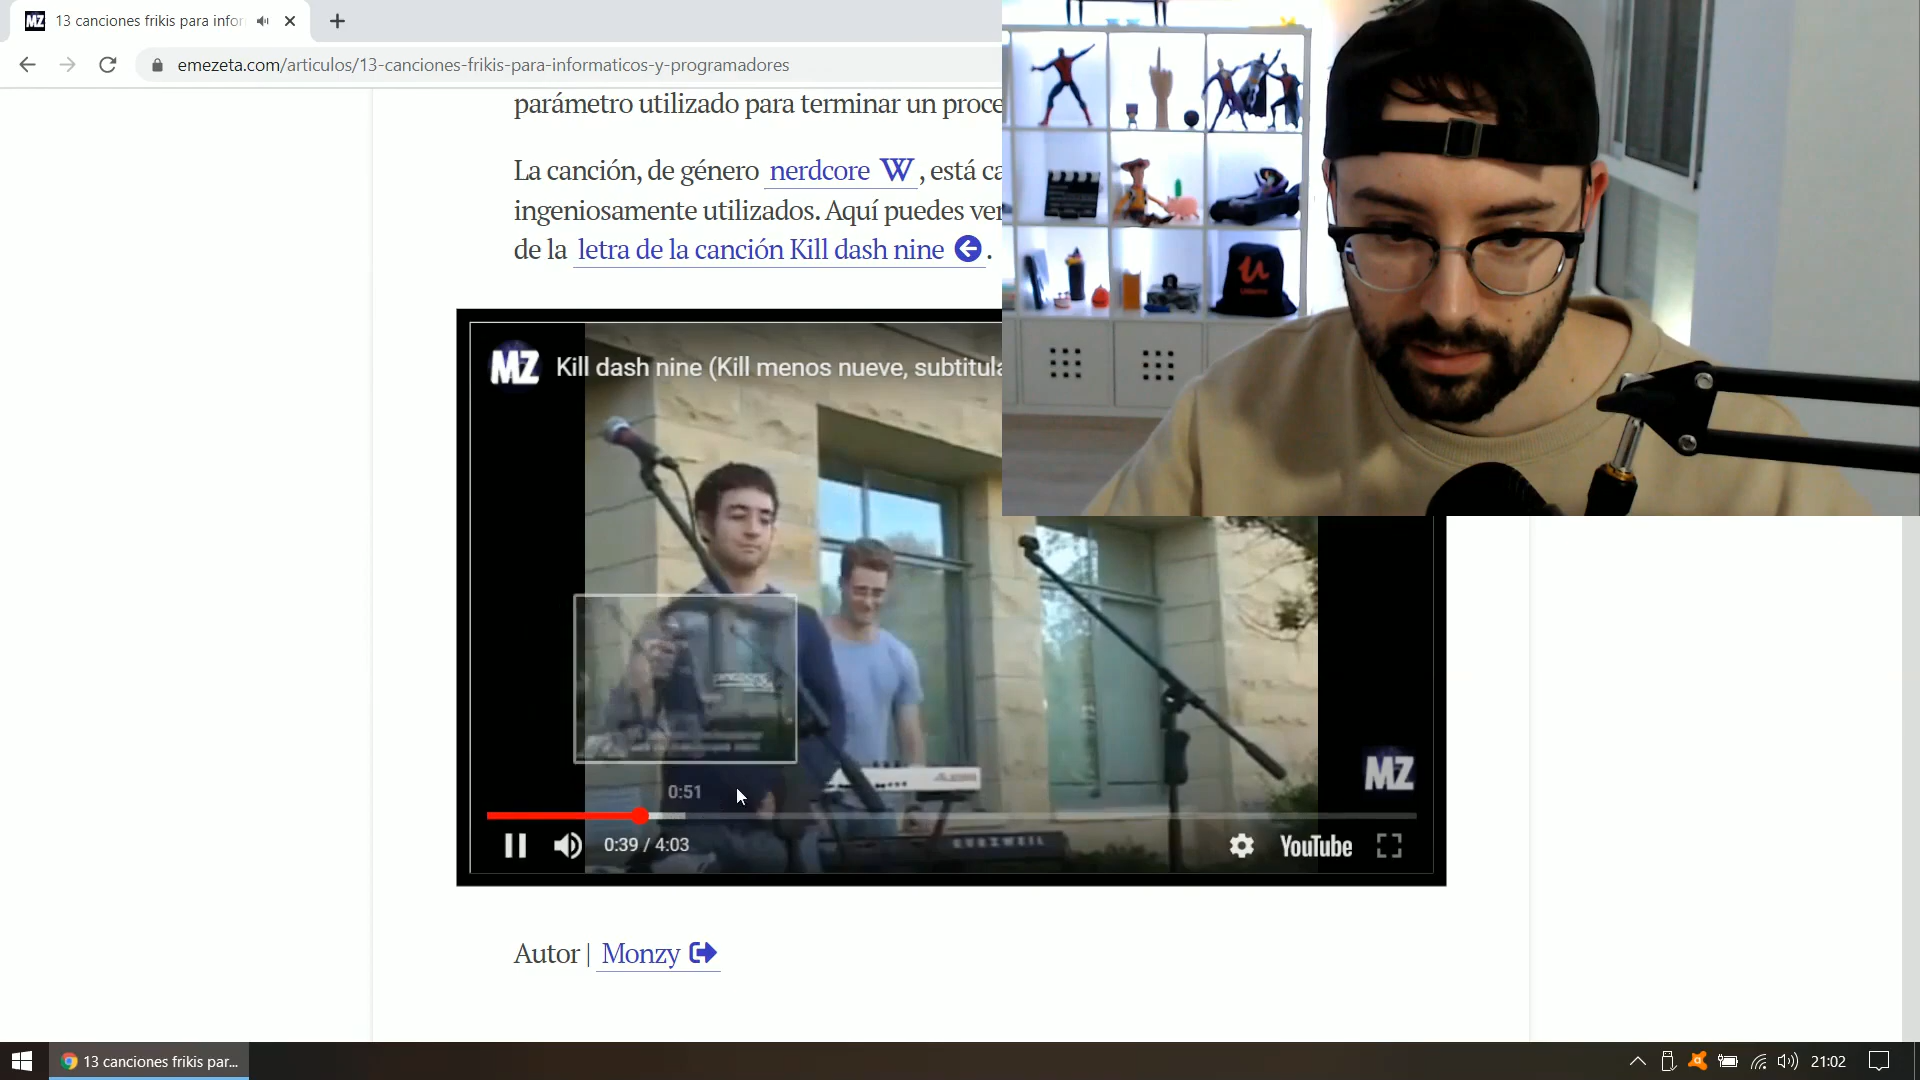 MZ 13 canciones frikis para infor
emezeta.com/articulos/13-canciones-frikis-para-informaticos-y-programadores
parámetro utilizado para terminar un proce
La canción, de género nerdcore W, está ca
ingeniosamente utilizados. Aquí puedes ver
de la letra de la canción Kill dash nine.
MZ Kill dash nine (Kill menos nueve, subtitula
MZ
ALESIS
KURZWEIL
0:51
0:39 / 4:03
YouTube
Autor | Monzy
13 canciones frikis par...
21:02